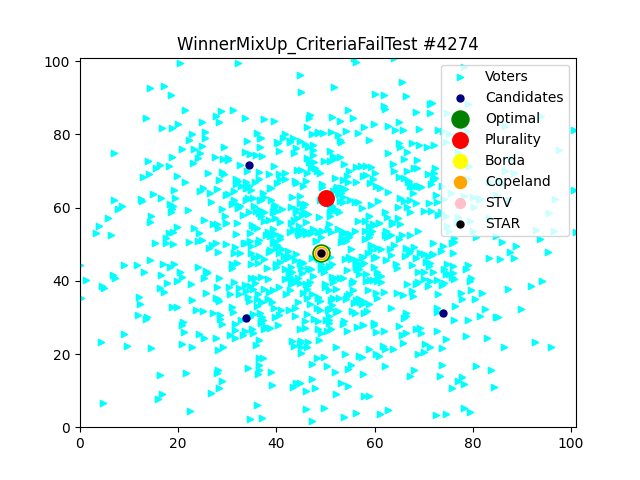 WinnerMixUp_CriteriaFailTest #4274
100
80
60
40
20
0
0 20 40 60 80 100
Voters
Candidates
Optimal
Plurality
Borda
Copeland
STV
STAR